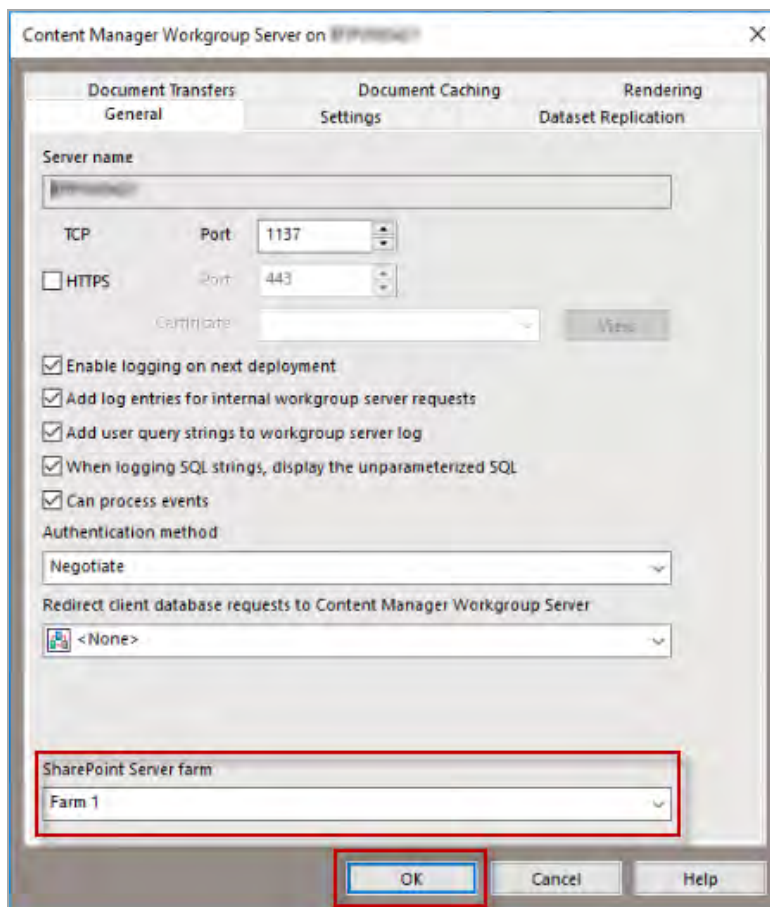 Content Manager Workgroup Server on
Document Transfers Document Caching Rendering
General Settings Dataset Replication
Server name
TCP Port 1137
HTTPS Port 443
Certificate View
Enable logging on next deployment
Add log entries for internal workgroup server requests
Add user query strings to workgroup server log
When logging SQL strings, display the unparameterized SQL
Can process events
Authentication method
Negotiate
Redirect client database requests to Content Manager Workgroup Server
<None>
SharePoint Server farm
Farm 1
OK Cancel Help